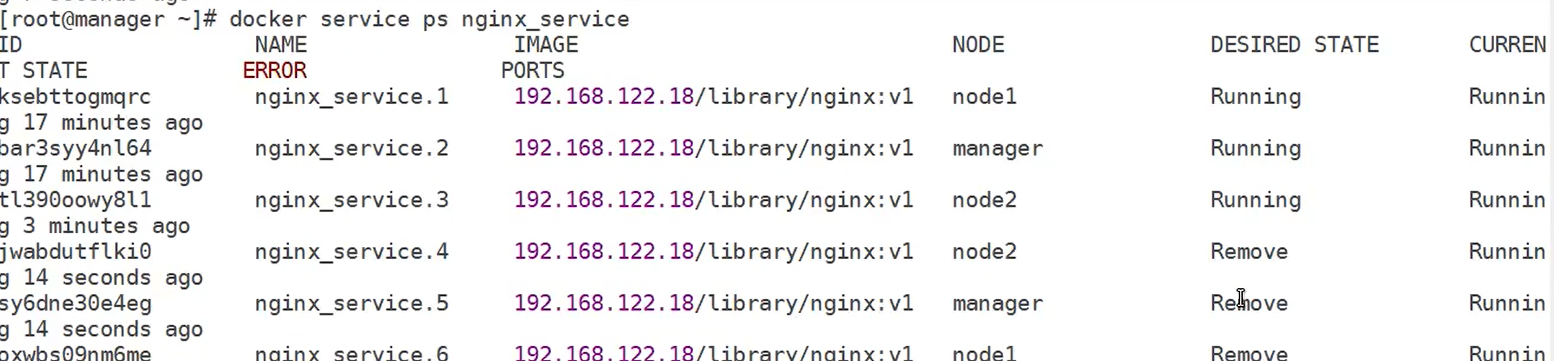 [root@manager ~]# docker service ps nginx_service
ID NAME IMAGE NODE DESIRED STATE CURREN
T STATE ERROR PORTS
ksebttogmqrc nginx_service.1 192.168.122.18/library/nginx:v1 node1 Running Runnin
g 17 minutes ago
bar3syy4nl64 nginx_service.2 192.168.122.18/library/nginx:v1 manager Running Runnin
g 17 minutes ago
tl390oowy8l1 nginx_service.3 192.168.122.18/library/nginx:v1 node2 Running Runnin
g 3 minutes ago
jwabdutflki0 nginx_service.4 192.168.122.18/library/nginx:v1 node2 Remove Runnin
g 14 seconds ago
sy6dne30e4eg nginx_service.5 192.168.122.18/library/nginx:v1 manager Remove Runnin
g 14 seconds ago
oxwbs09nm6me nginx_service.6 192.168.122.18/library/nginx:v1 node1 Remove Runnin